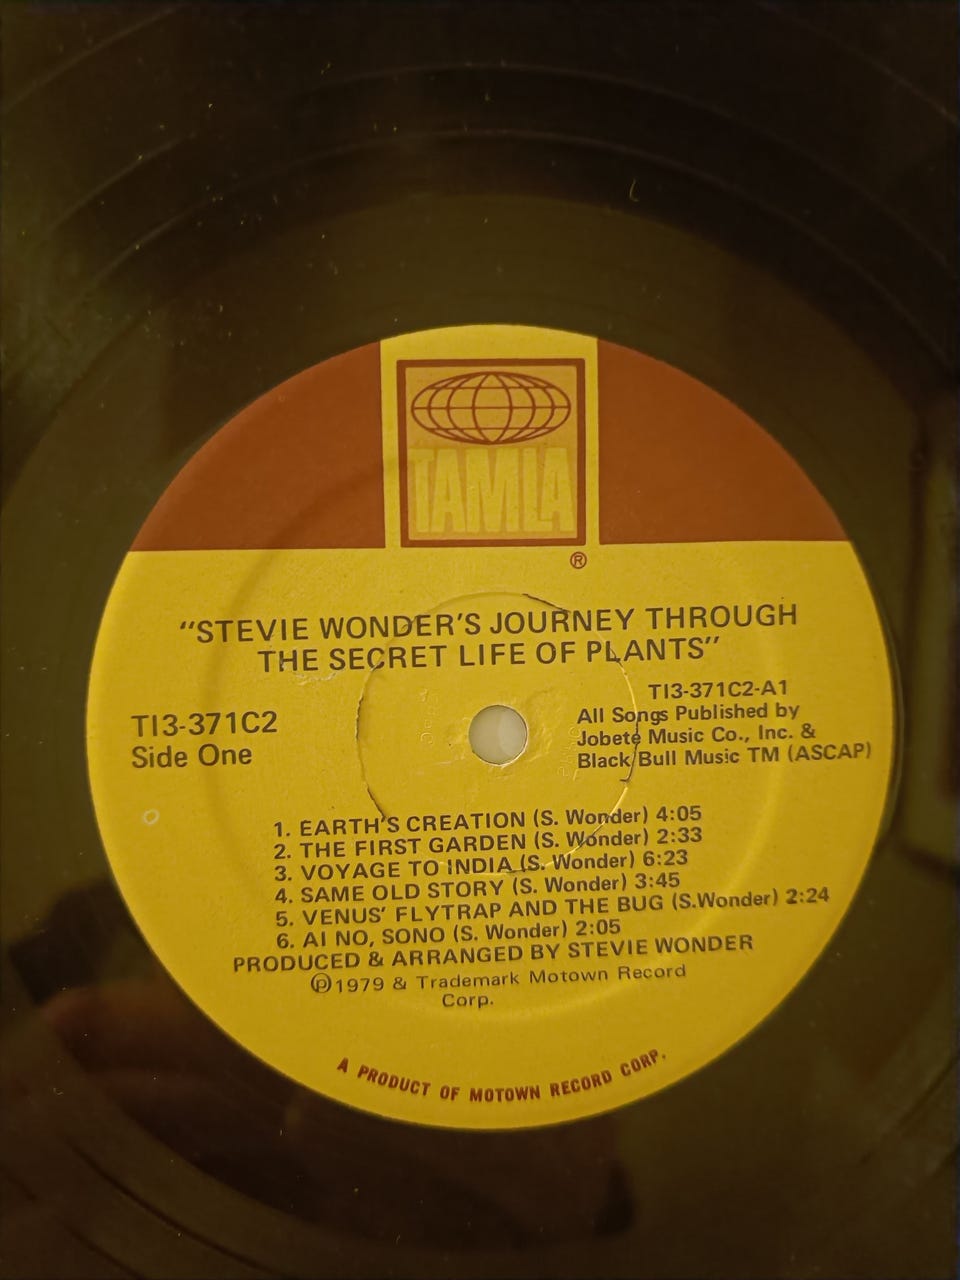 TAMLA
®
“STEVIE WONDER'S JOURNEY THROUGH
THE SECRET LIFE OF PLANTS”
TI3-371C2
Side One
TI3-371C2-A1
All Songs Published by
Jobete Music Co., Inc. &
Black Bull Music TM (ASCAP)
1. EARTH'S CREATION (S. Wonder) 4:05
2. THE FIRST GARDEN (S. Wonder) 2:33
3. VOYAGE TO INDIA (S. Wonder) 6:23
4. SAME OLD STORY (S. Wonder) 3:45
5. VENUS' FLYTRAP AND THE BUG (S.Wonder) 2:24
6. AI NO, SONO (S. Wonder) 2:05
PRODUCED & ARRANGED BY STEVIE WONDER
℗1979 & Trademark Motown Record
Corp.
A PRODUCT OF MOTOWN RECORD CORP.